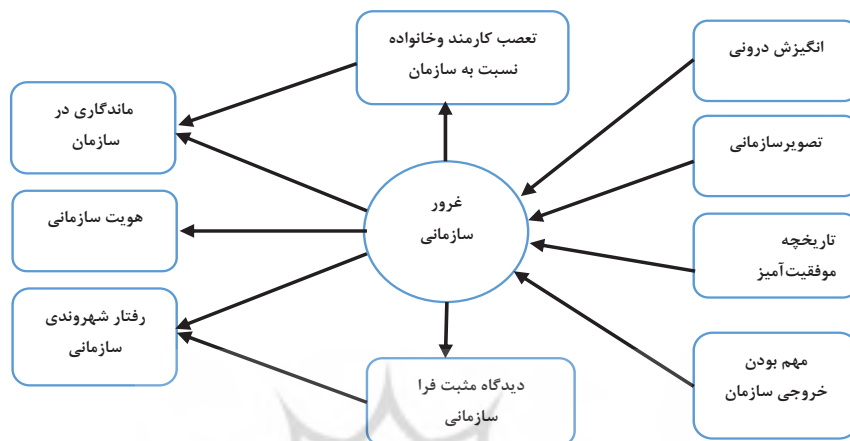 انگیزش درونی
تصویرسازمانی
تاریخچه
موفقیت‌آمیز
مهم بودن
خروجی سازمان
تعصب کارمند وخانواده
نسبت به سازمان
غرور
سازمانی
دیدگاه مثبت فرا
سازمانی
ماندگاری در
سازمان
هویت سازمانی
رفتار شهروندی
سازمانی